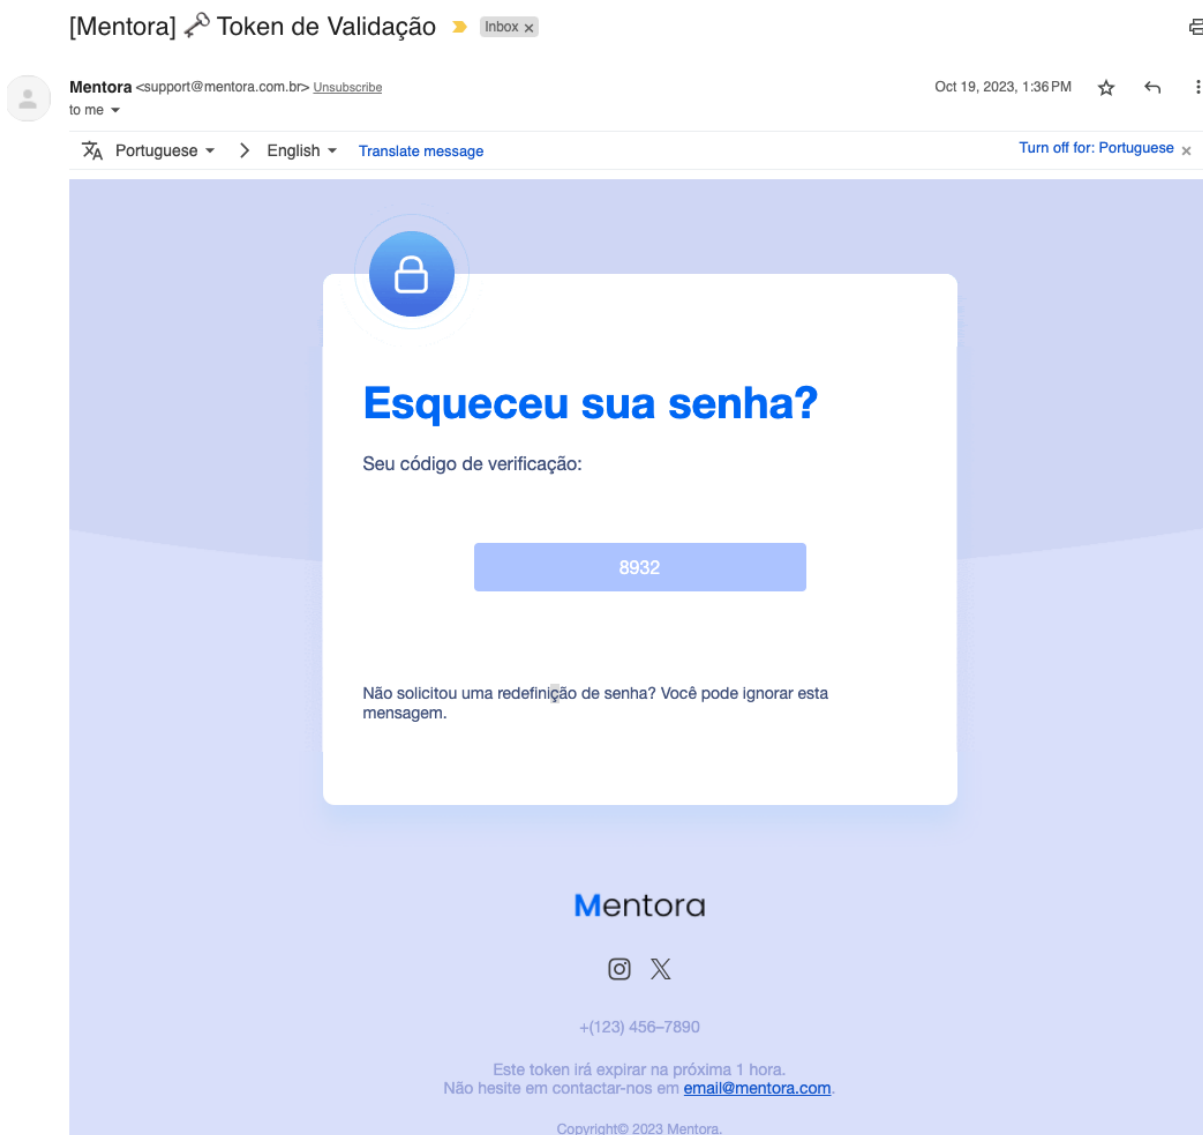 [Mentora] 🗝 Token de Validação Inbox ×
Mentora <support@mentora.com.br> Unsubscribe Oct 19, 2023, 1:36 PM
to me
Portuguese > English Translate message Turn off for: Portuguese ×
Esqueceu sua senha?
Seu código de verificação:
8932
Não solicitou uma redefinição de senha? Você pode ignorar esta
mensagem.
Mentora
+(123) 456–7890
Este token irá expirar na próxima 1 hora.
Não hesite em contactar-nos em email@mentora.com.
Copyright© 2023 Mentora.